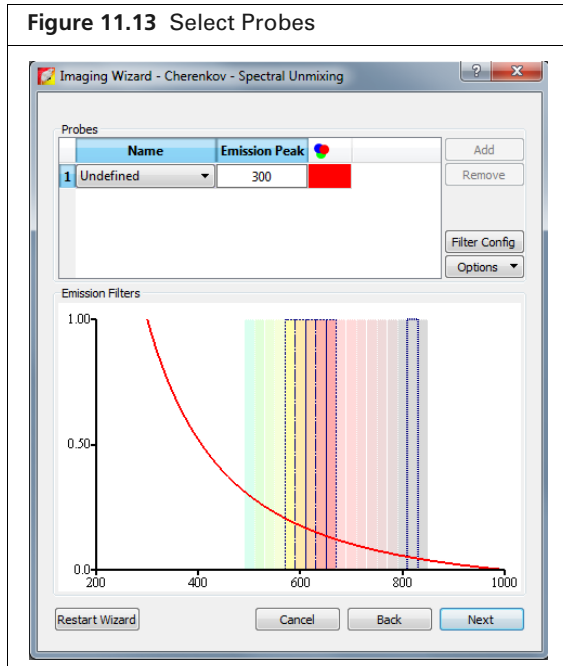 Figure 11.13 Select Probes
Imaging Wizard - Cherenkov - Spectral Unmixing
Probes
Name Emission Peak
Add
1 Undefined 300
Remove
Filter Config
Options
Emission Filters
1.00
0.50
0.0
200 400 600 800 1000
Restart Wizard Cancel Back Next